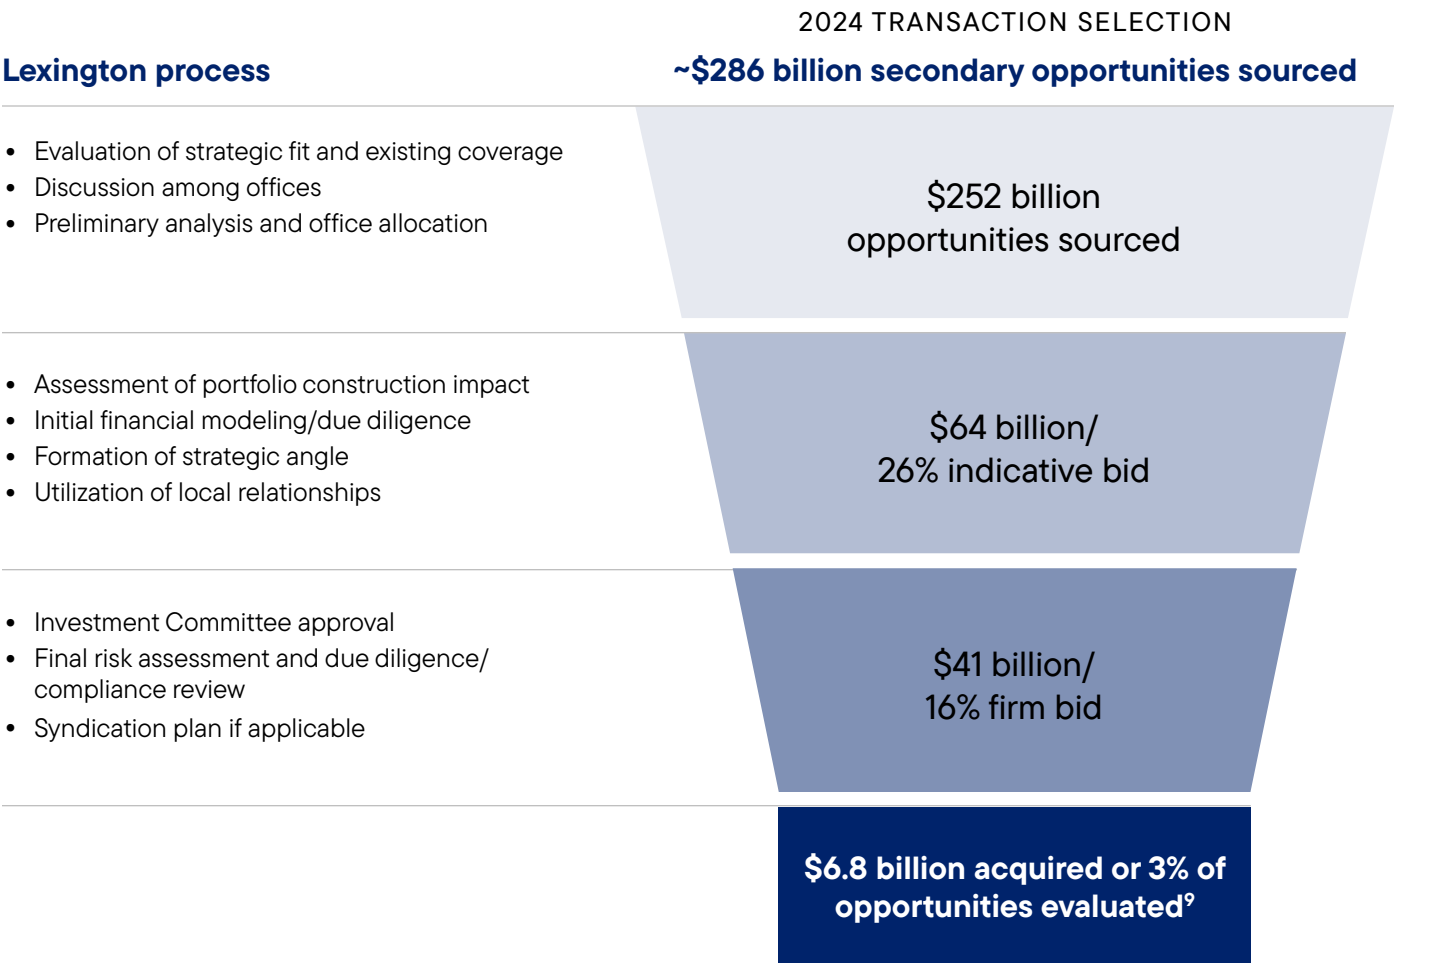 2024 TRANSACTION SELECTION
Lexington process
~$286 billion secondary opportunities sourced
• Evaluation of strategic fit and existing coverage
• Discussion among offices
• Preliminary analysis and office allocation
$252 billion
opportunities sourced
• Assessment of portfolio construction impact
• Initial financial modeling/due diligence
• Formation of strategic angle
• Utilization of local relationships
$64 billion/
26% indicative bid
• Investment Committee approval
• Final risk assessment and due diligence/
compliance review
• Syndication plan if applicable
$41 billion/
16% firm bid
$6.8 billion acquired or 3% of
opportunities evaluated⁹